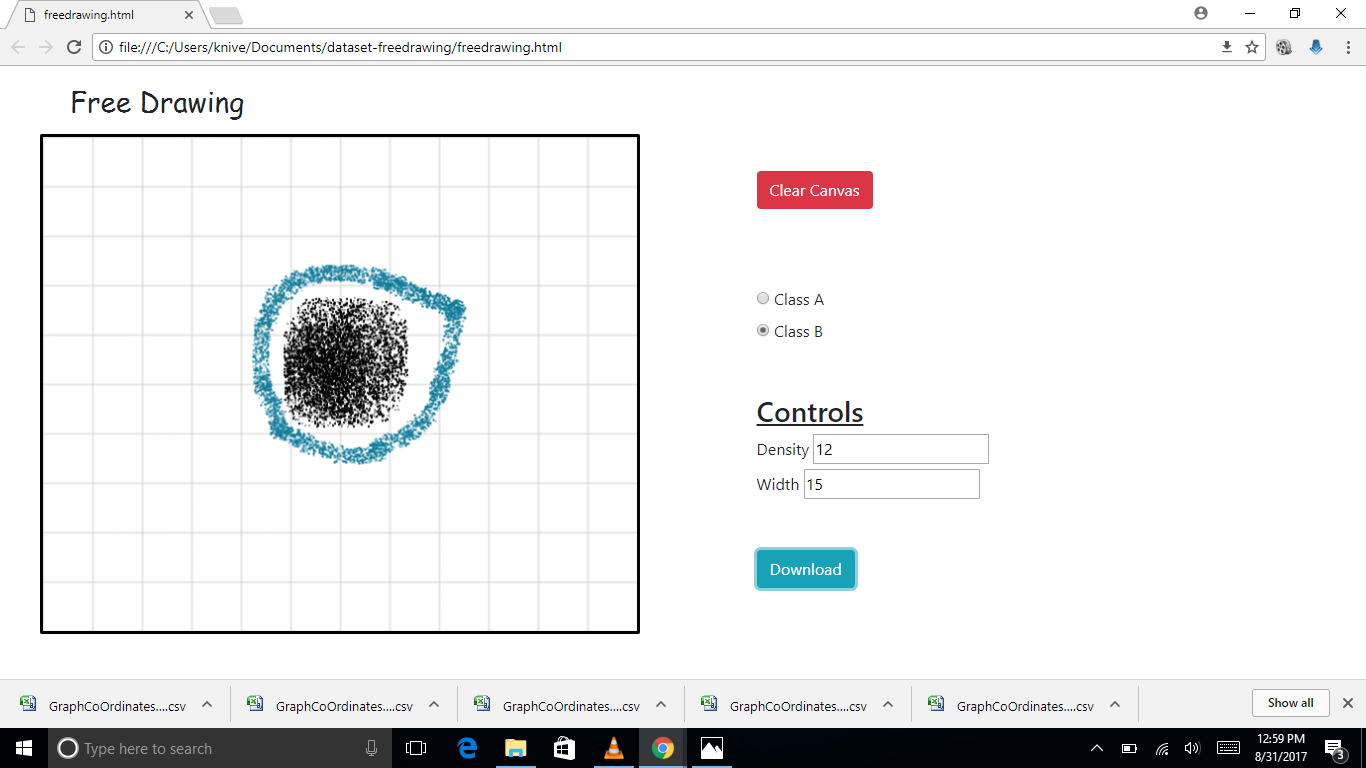 freedrawing.html
file:///C:/Users/knive/Documents/dataset-freedrawing/freedrawing.html
Free Drawing
Clear Canvas
Class A
Class B
Controls
Density 12
Width 15
Download
GraphCoOrdinates....csv GraphCoOrdinates....csv GraphCoOrdinates....csv GraphCoOrdinates....csv GraphCoOrdinates....csv Show all
Type here to search
12:59 PM
8/31/2017
3